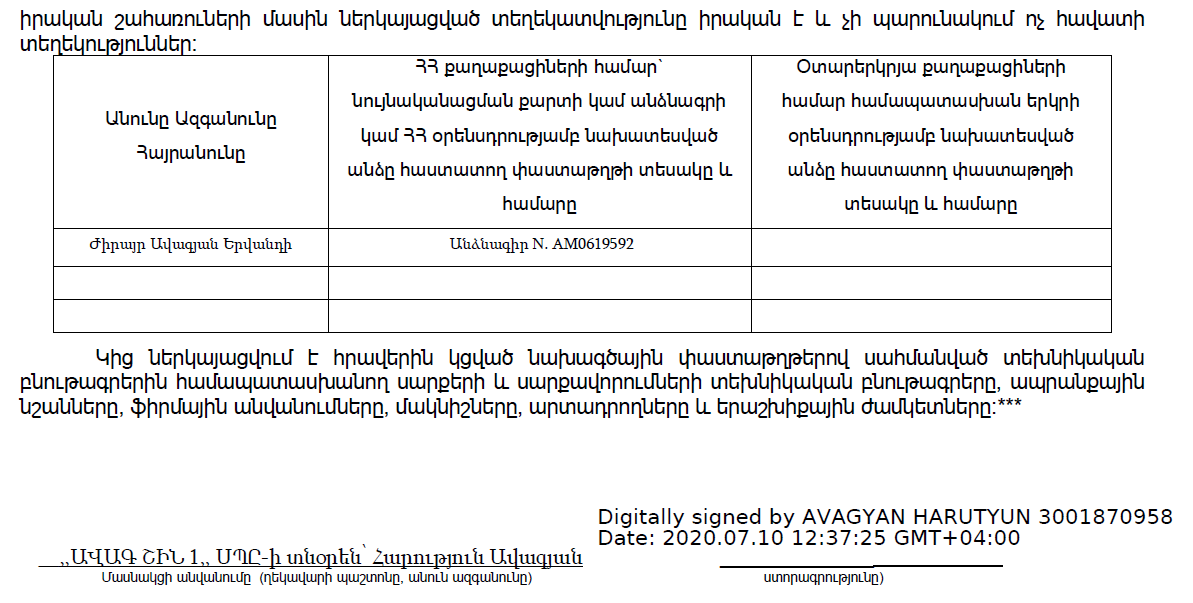 իրական շահառուների մասին ներկայացված տեղեկատվությունը իրական է և չի պարունակում ոչ հավատի
տեղեկություններ:
Անունը Ազգանունը
Հայրանունը
ՀՀ քաղաքացիների համար՝
նույնականացման քարտի կամ անձնագրի
կամ ՀՀ օրենսդրությամբ նախատեսված
անձը հաստատող փաստաթղթի տեսակը և
համարը
Օտարերկրյա քաղաքացիների
համար համապատասխան երկրի
օրենսդրությամբ նախատեսված
անձը հաստատող փաստաթղթի
տեսակը և համարը
Ժիրայր Ավագյան Երվանդի
Անձնագիր N. AM0619592
Կից ներկայացվում է հրավերին կցված նախագծային փաստաթղթերով սահմանված տեխնիկական
բնութագրերին համապատասխանող սարքերի և սարքավորումների տեխնիկական բնութագրերը, ապրանքային
նշանները, ֆիրմային անվանումները, մակնիշները, արտադրողները և երաշխիքային ժամկետները:***
Digitally signed by AVAGYAN HARUTYUN 3001870958
Date: 2020.07.10 12:37:25 GMT+04:00
,,ԱՎԱԳ ՇԻՆ 1,, ՍՊԸ-ի տնօրեն՝ Հարություն Ավագյան
Մասնակցի անվանումը (ղեկավարի պաշտոնը, անուն ազգանունը)
ստորագրությունը)